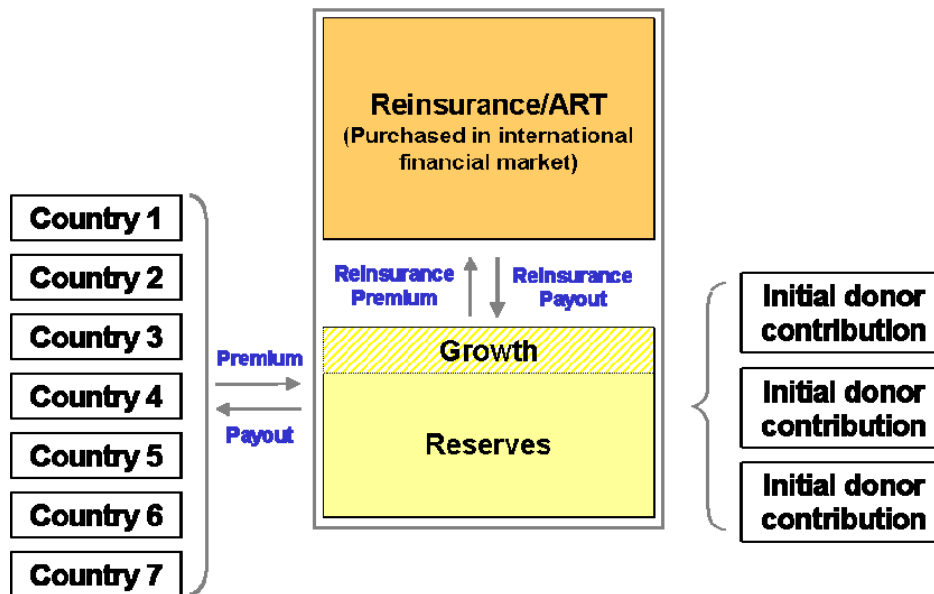 Reinsurance/ART
(Purchased in international
financial market)
Country 1
Country 2
Country 3
Country 4
Country 5
Country 6
Country 7
Premium
Payout
Reinsurance
Premium
Reinsurance
Payout
Growth
Reserves
Initial donor
contribution
Initial donor
contribution
Initial donor
contribution